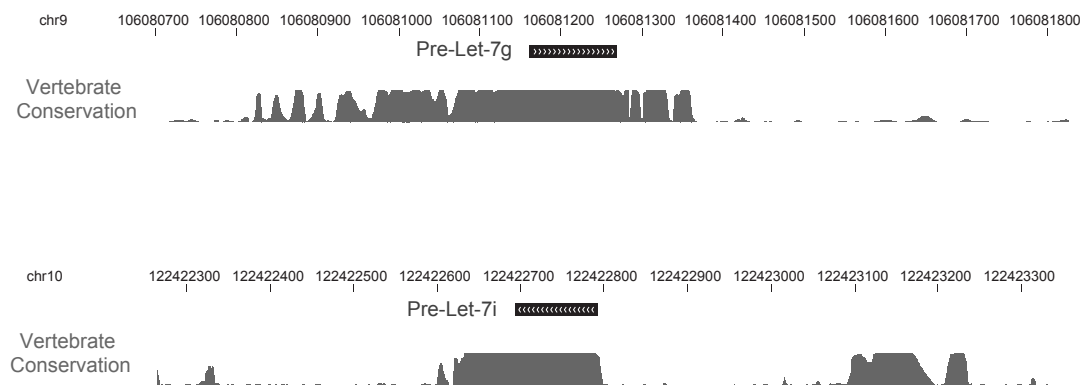 chr9 106080700 106080800 106080900 106081000 106081100 106081200 106081300 106081400 106081500 106081600 106081700 106081800
Pre-Let-7g
Vertebrate
Conservation
chr10 122422300 122422400 122422500 122422600 122422700 122422800 122422900 122423000 122423100 122423200 122423300
Pre-Let-7i
Vertebrate
Conservation